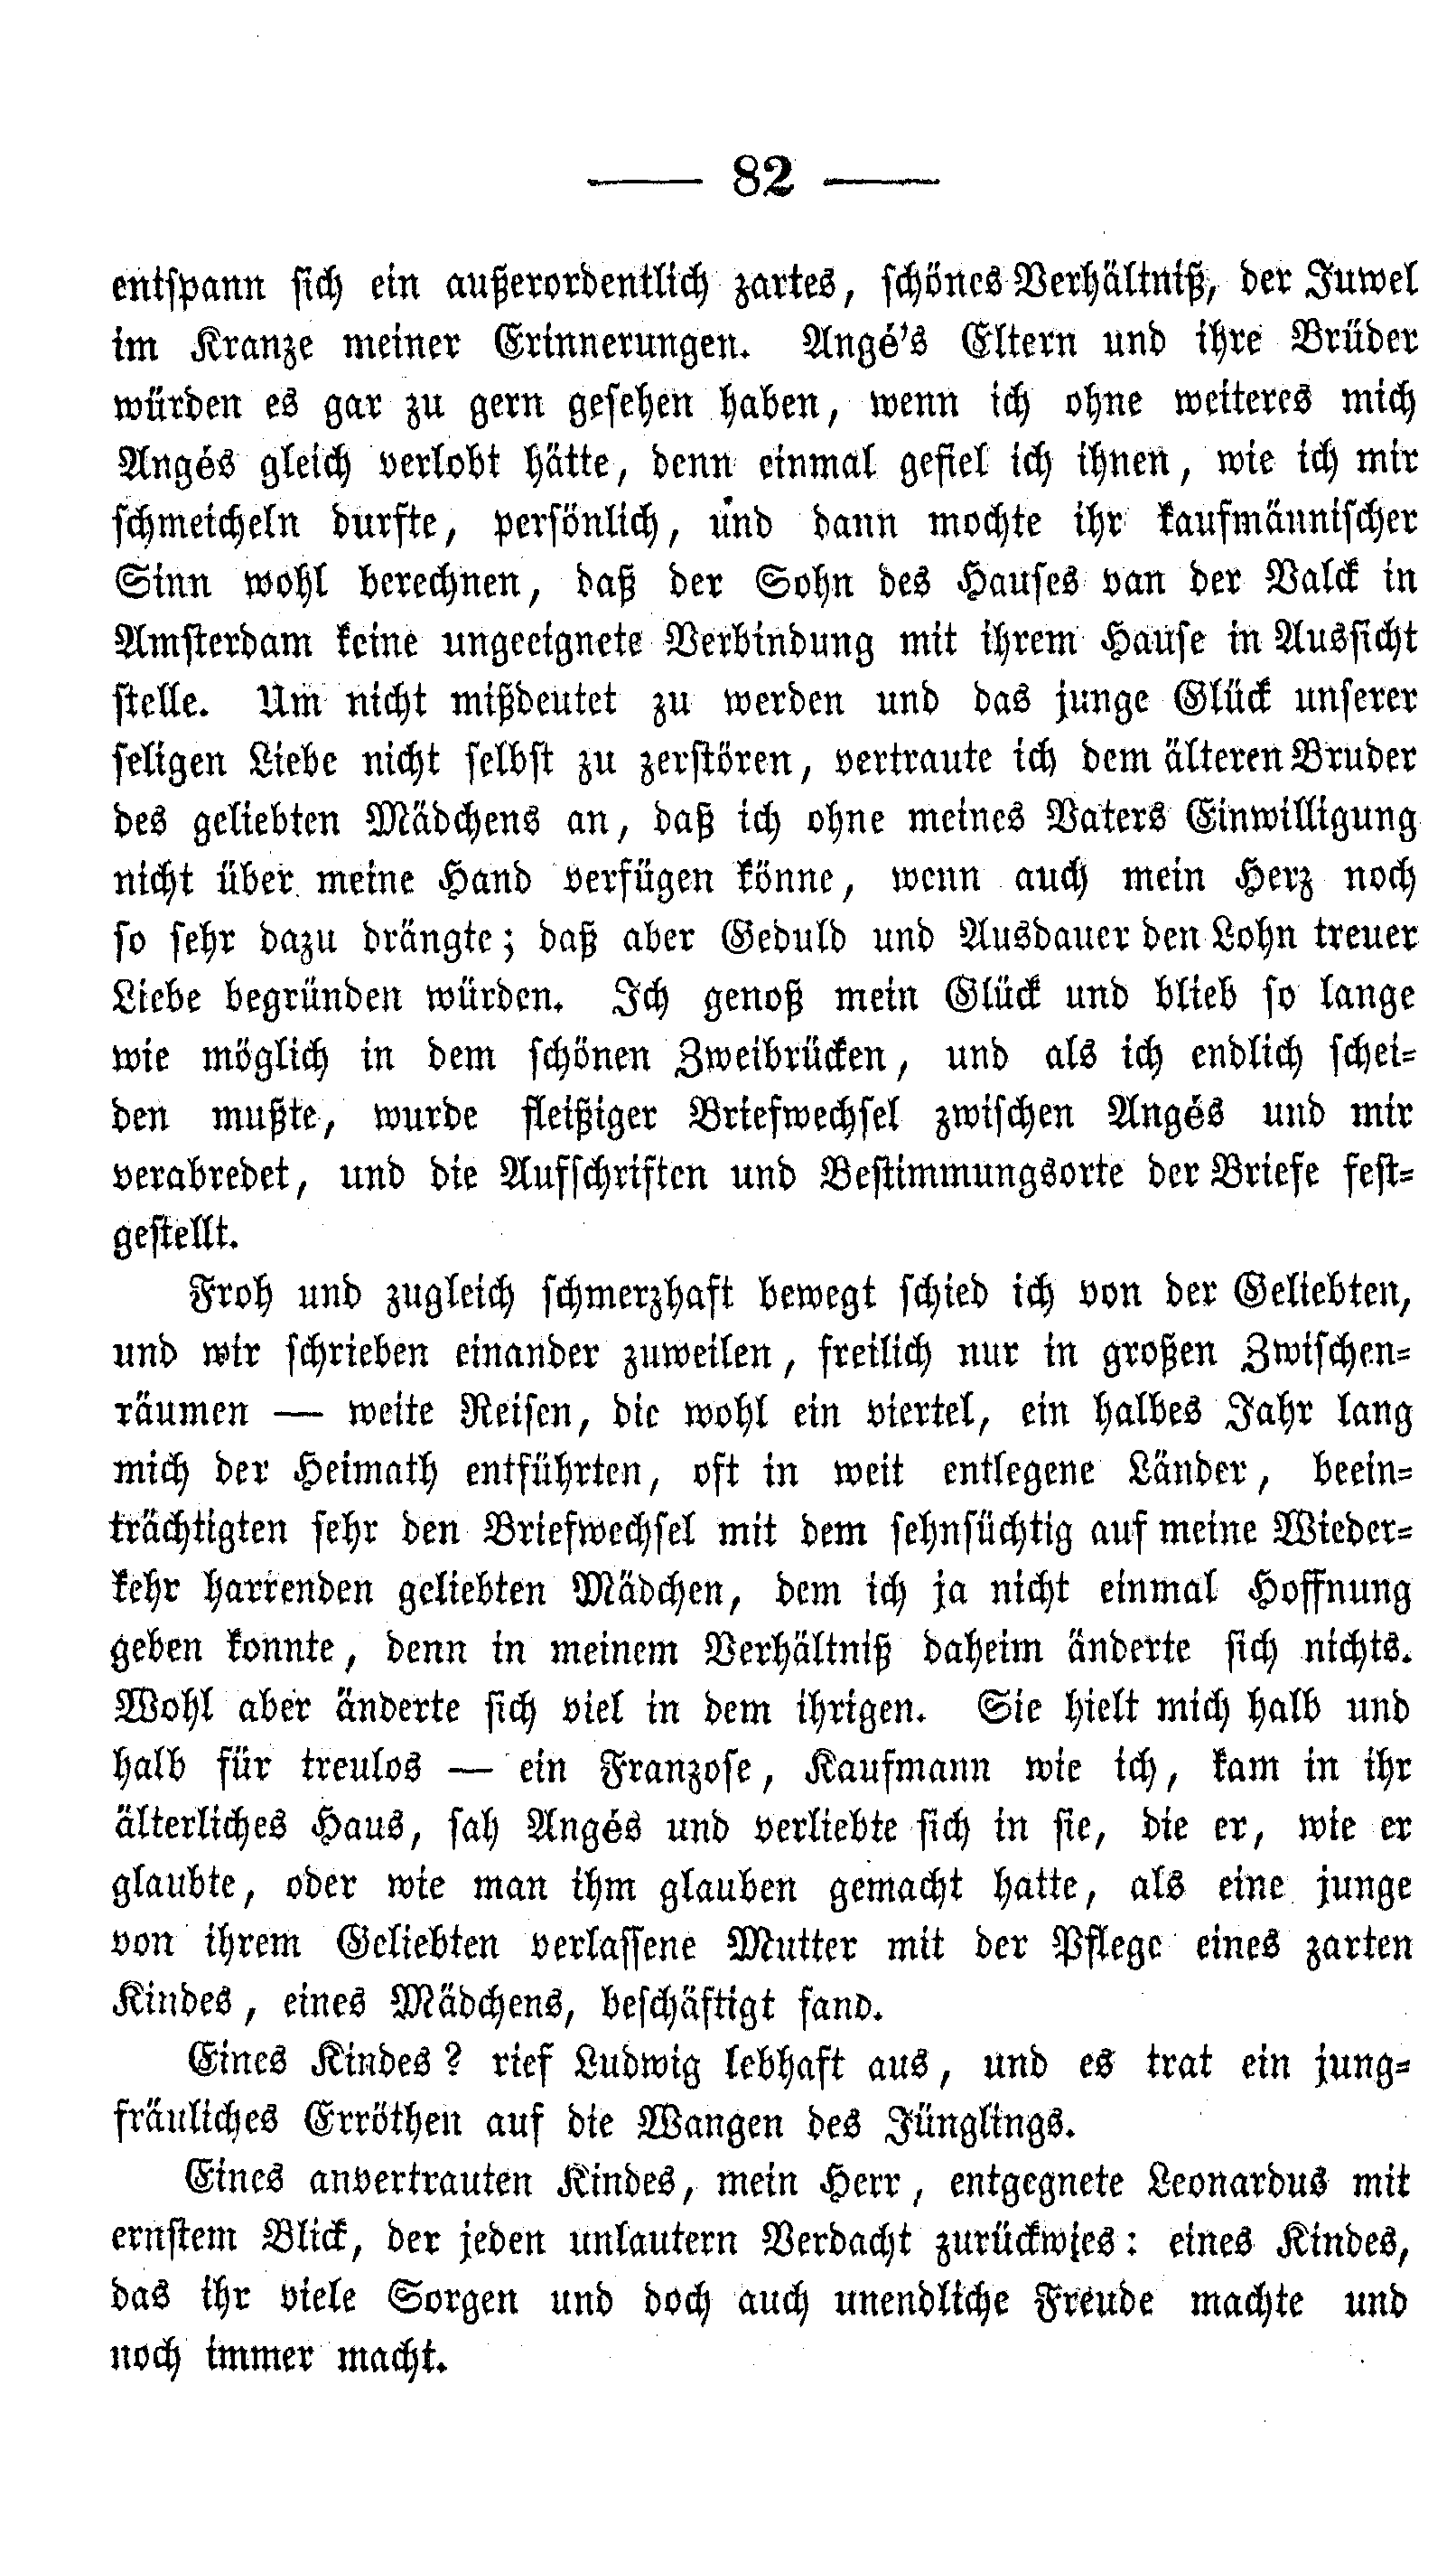 — 82 —
entspann sich ein außerordentlich zartes, schönes Verhältniß, der Juwel
im Kranze meiner Erinnerungen. Angé's Eltern und ihre Brüder
würden es gar zu gern gesehen haben, wenn ich ohne weiteres mich
Angés gleich verlobt hätte, denn einmal gefiel ich ihnen, wie ich mir
schmeicheln durfte, persönlich, und dann mochte ihr kaufmännischer
Sinn wohl berechnen, daß der Sohn des Hauses van der Valck in
Amsterdam keine ungeeignete Verbindung mit ihrem Hause in Aussicht
stelle. Um nicht mißdeutet zu werden und das junge Glück unserer
seligen Liebe nicht selbst zu zerstören, vertraute ich dem älteren Bruder
des geliebten Mädchens an, daß ich ohne meines Vaters Einwilligung
nicht über meine Hand verfügen könne, wenn auch mein Herz noch
so sehr dazu drängte; daß aber Geduld und Ausdauer den Lohn treuer
Liebe begründen würden. Ich genoß mein Glück und blieb so lange
wie möglich in dem schönen Zweibrücken, und als ich endlich schei-
den mußte, wurde fleißiger Briefwechsel zwischen Angés und mir
verabredet, und die Aufschriften und Bestimmungsorte der Briefe fest-
gestellt.
Froh und zugleich schmerzhaft bewegt schied ich von der Geliebten,
und wir schrieben einander zuweilen, freilich nur in großen Zwischen-
räumen — weite Reisen, die wohl ein viertel, ein halbes Jahr lang
mich der Heimath entführten, oft in weit entlegene Länder, beein-
trächtigten sehr den Briefwechsel mit dem sehnsüchtig auf meine Wieder-
kehr harrenden geliebten Mädchen, dem ich ja nicht einmal Hoffnung
geben konnte, denn in meinem Verhältniß daheim änderte sich nichts.
Wohl aber änderte sich viel in dem ihrigen. Sie hielt mich halb und
halb für treulos — ein Franzose, Kaufmann wie ich, kam in ihr
älterliches Haus, sah Angés und verliebte sich in sie, die er, wie er
glaubte, oder wie man ihm glauben gemacht hatte, als eine junge
von ihrem Geliebten verlassene Mutter mit der Pflege eines zarten
Kindes, eines Mädchens, beschäftigt fand.
Eines Kindes? rief Ludwig lebhaft aus, und es trat ein jung-
fräuliches Erröthen auf die Wangen des Jünglings.
Eines anvertrauten Kindes, mein Herr, entgegnete Leonardus mit
ernstem Blick, der jeden unlautern Verdacht zurückwies: eines Kindes,
das ihr viele Sorgen und doch auch unendliche Freude machte und
noch immer macht.